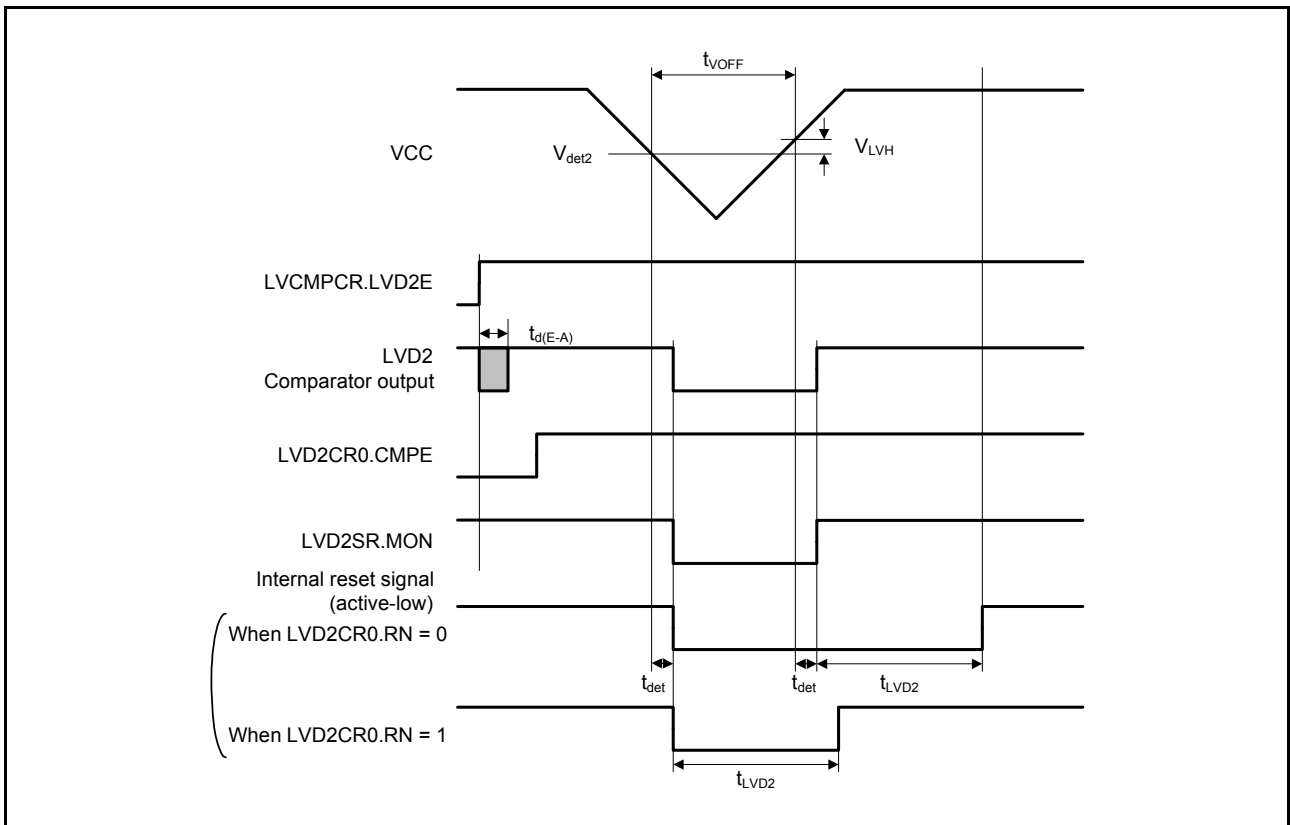 tVOFF
VCC
Vdet2
VLVH
LVCMPCR.LVD2E
td(E-A)
LVD2
Comparator output
LVD2CR0.CMPE
LVD2SR.MON
Internal reset signal
(active-low)
When LVD2CR0.RN = 0
tdet
tdet
tLVD2
When LVD2CR0.RN = 1
tLVD2